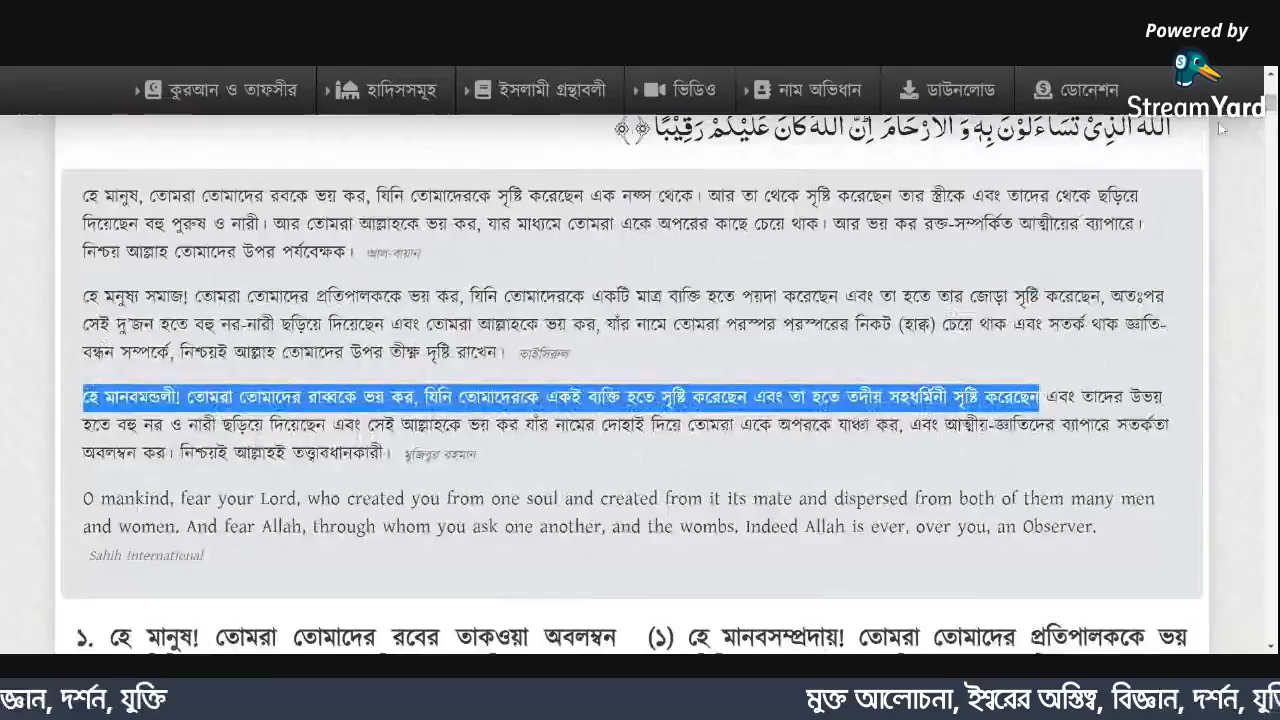 Powered by
কুরআন ও তাফসীর হাদিসসমূহ ইসলামী গ্রন্থাবলী ভিডিও নাম অভিধান ডাউনলোড ডোনেশন
StreamYard
اللهَ الَّذِیْ تَسَآءَلُوْنَ بِهٖ وَ الْاَرْحَامَ اِنَّ اللهَ كَانَ عَلَیْكُمْ رَقِیْبًا ﴿﴾
হে মানুষ, তোমরা তোমাদের রবকে ভয় কর, যিনি তোমাদেরকে সৃষ্টি করেছেন এক নফ্স থেকে। আর তা থেকে সৃষ্টি করেছেন তার স্ত্রীকে এবং তাদের থেকে ছড়িয়ে
দিয়েছেন বহু পুরুষ ও নারী। আর তোমরা আল্লাহকে ভয় কর, যার মাধ্যমে তোমরা একে অপরের কাছে চেয়ে থাক। আর ভয় কর রক্ত-সম্পর্কিত আত্মীয়ের ব্যাপারে।
নিশ্চয় আল্লাহ তোমাদের উপর পর্যবেক্ষক। আল-বায়ান
হে মনুষ্য সমাজ! তোমরা তোমাদের প্রতিপালককে ভয় কর, যিনি তোমাদেরকে একটি মাত্র ব্যক্তি হতে পয়দা করেছেন এবং তা হতে তার জোড়া সৃষ্টি করেছেন, অতঃপর
সেই দু'জন হতে বহু নর-নারী ছড়িয়ে দিয়েছেন এবং তোমরা আল্লাহকে ভয় কর, যাঁর নামে তোমরা পরস্পর পরস্পরের নিকট (হাক্ব) চেয়ে থাক এবং সতর্ক থাক জ্ঞাতি-
বন্ধন সম্পর্কে, নিশ্চয়ই আল্লাহ তোমাদের উপর তীক্ষ্ণ দৃষ্টি রাখেন। তাইসিরুল
হে মানবমন্ডলী! তোমরা তোমাদের রাব্বকে ভয় কর, যিনি তোমাদেরকে একই ব্যক্তি হতে সৃষ্টি করেছেন এবং তা হতে তদীয় সহধর্মিনী সৃষ্টি করেছেন এবং তাদের উভয়
হতে বহু নর ও নারী ছড়িয়ে দিয়েছেন এবং সেই আল্লাহকে ভয় কর যাঁর নামের দোহাই দিয়ে তোমরা একে অপরকে যাঞ্চা কর, এবং আত্মীয়-জ্ঞাতিদের ব্যাপারে সতর্কতা
অবলম্বন কর। নিশ্চয়ই আল্লাহই তত্ত্বাবধানকারী। মুজিবুর রহমান
O mankind, fear your Lord, who created you from one soul and created from it its mate and dispersed from both of them many men
and women. And fear Allah, through whom you ask one another, and the wombs. Indeed Allah is ever, over you, an Observer.
Sahih International
১. হে মানুষ! তোমরা তোমাদের রবের তাকওয়া অবলম্বন
(১) হে মানবসম্প্রদায়! তোমরা তোমাদের প্রতিপালককে ভয়
জ্ঞান, দর্শন, যুক্তি
মুক্ত আলোচনা, ইশ্বরের অস্তিত্ব, বিজ্ঞান, দর্শন, যুক্তি